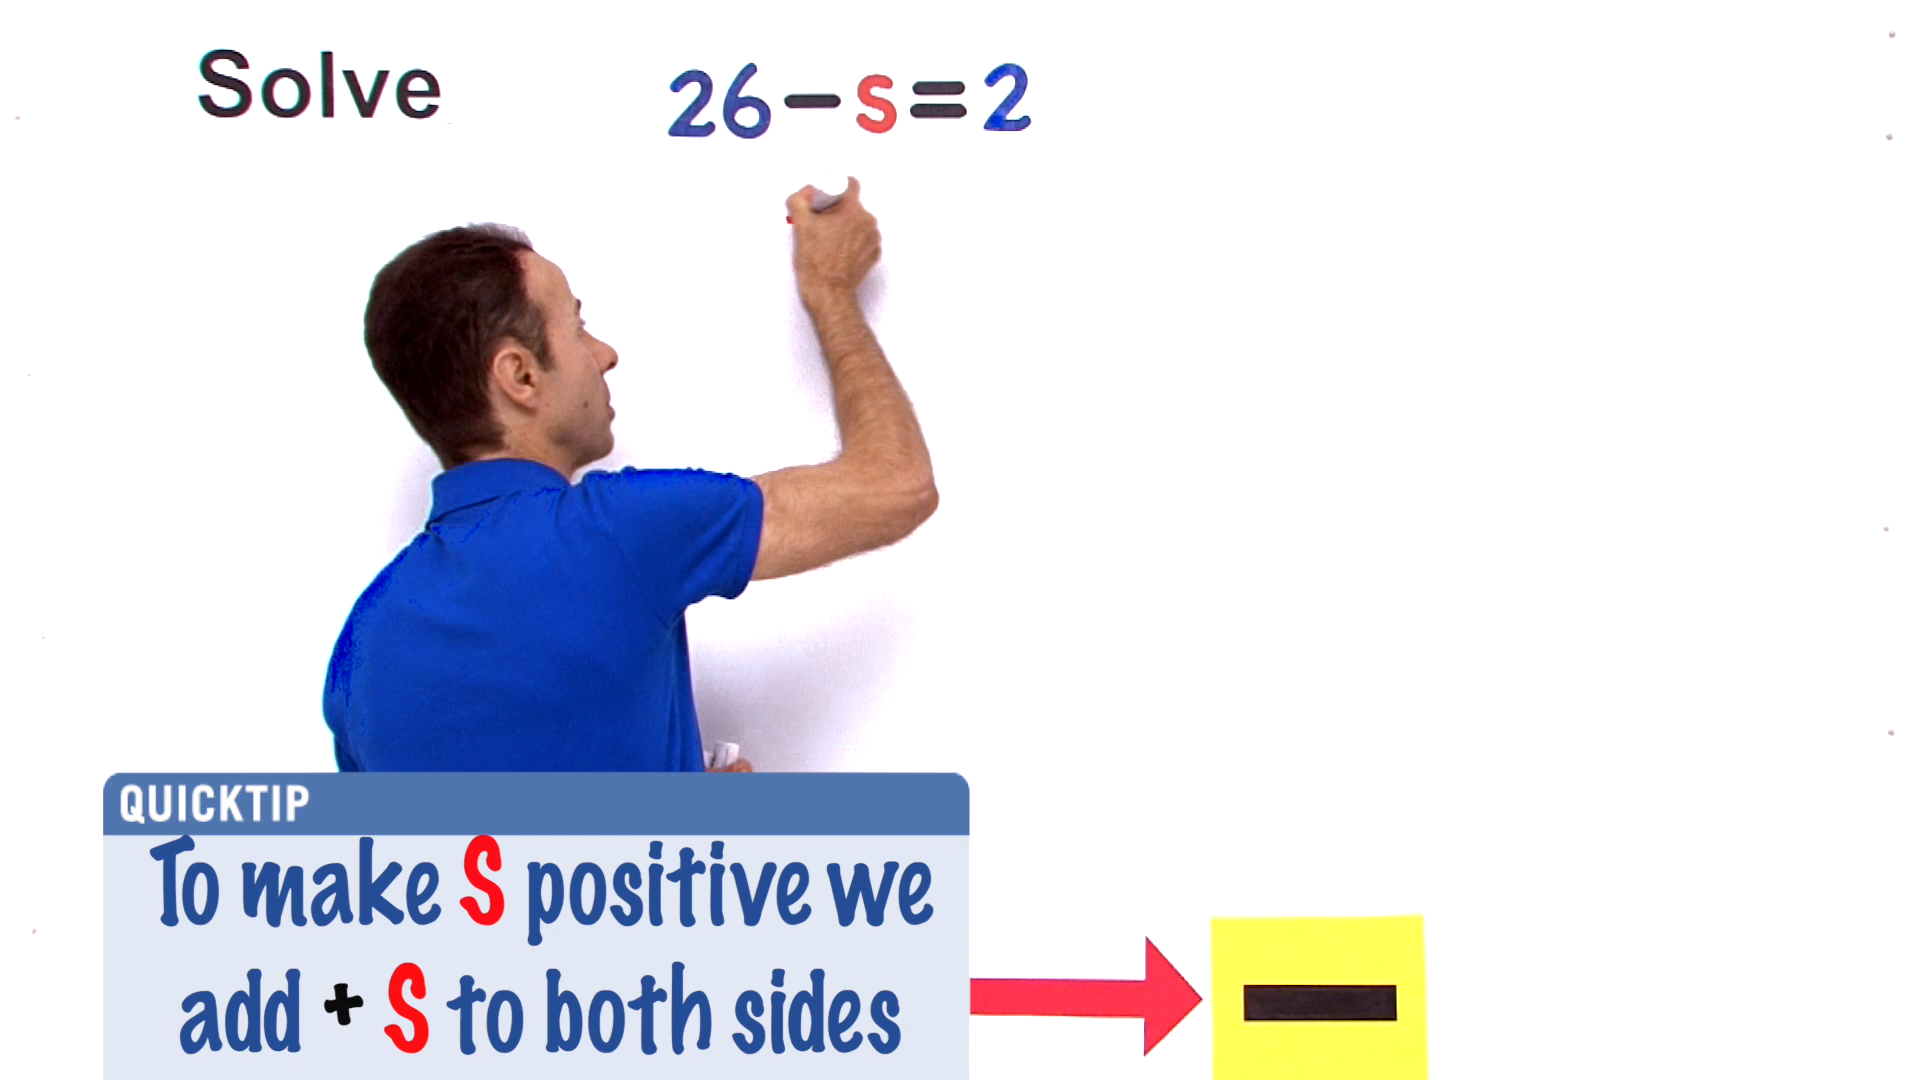 Solve 26-s=2
QUICKTIP
To make S positive we
add + S to both sides